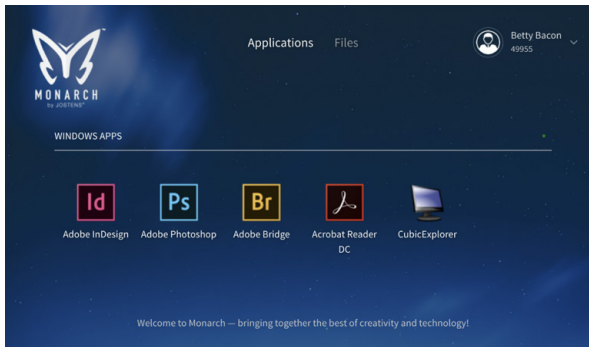 MONARCH
by JOSTENS™
Applications Files
Betty Bacon
49955
WINDOWS APPS
Id
Ps
Br
Adobe InDesign
Adobe Photoshop
Adobe Bridge
Acrobat Reader
DC
CubicExplorer
Welcome to Monarch — bringing together the best of creativity and technology!